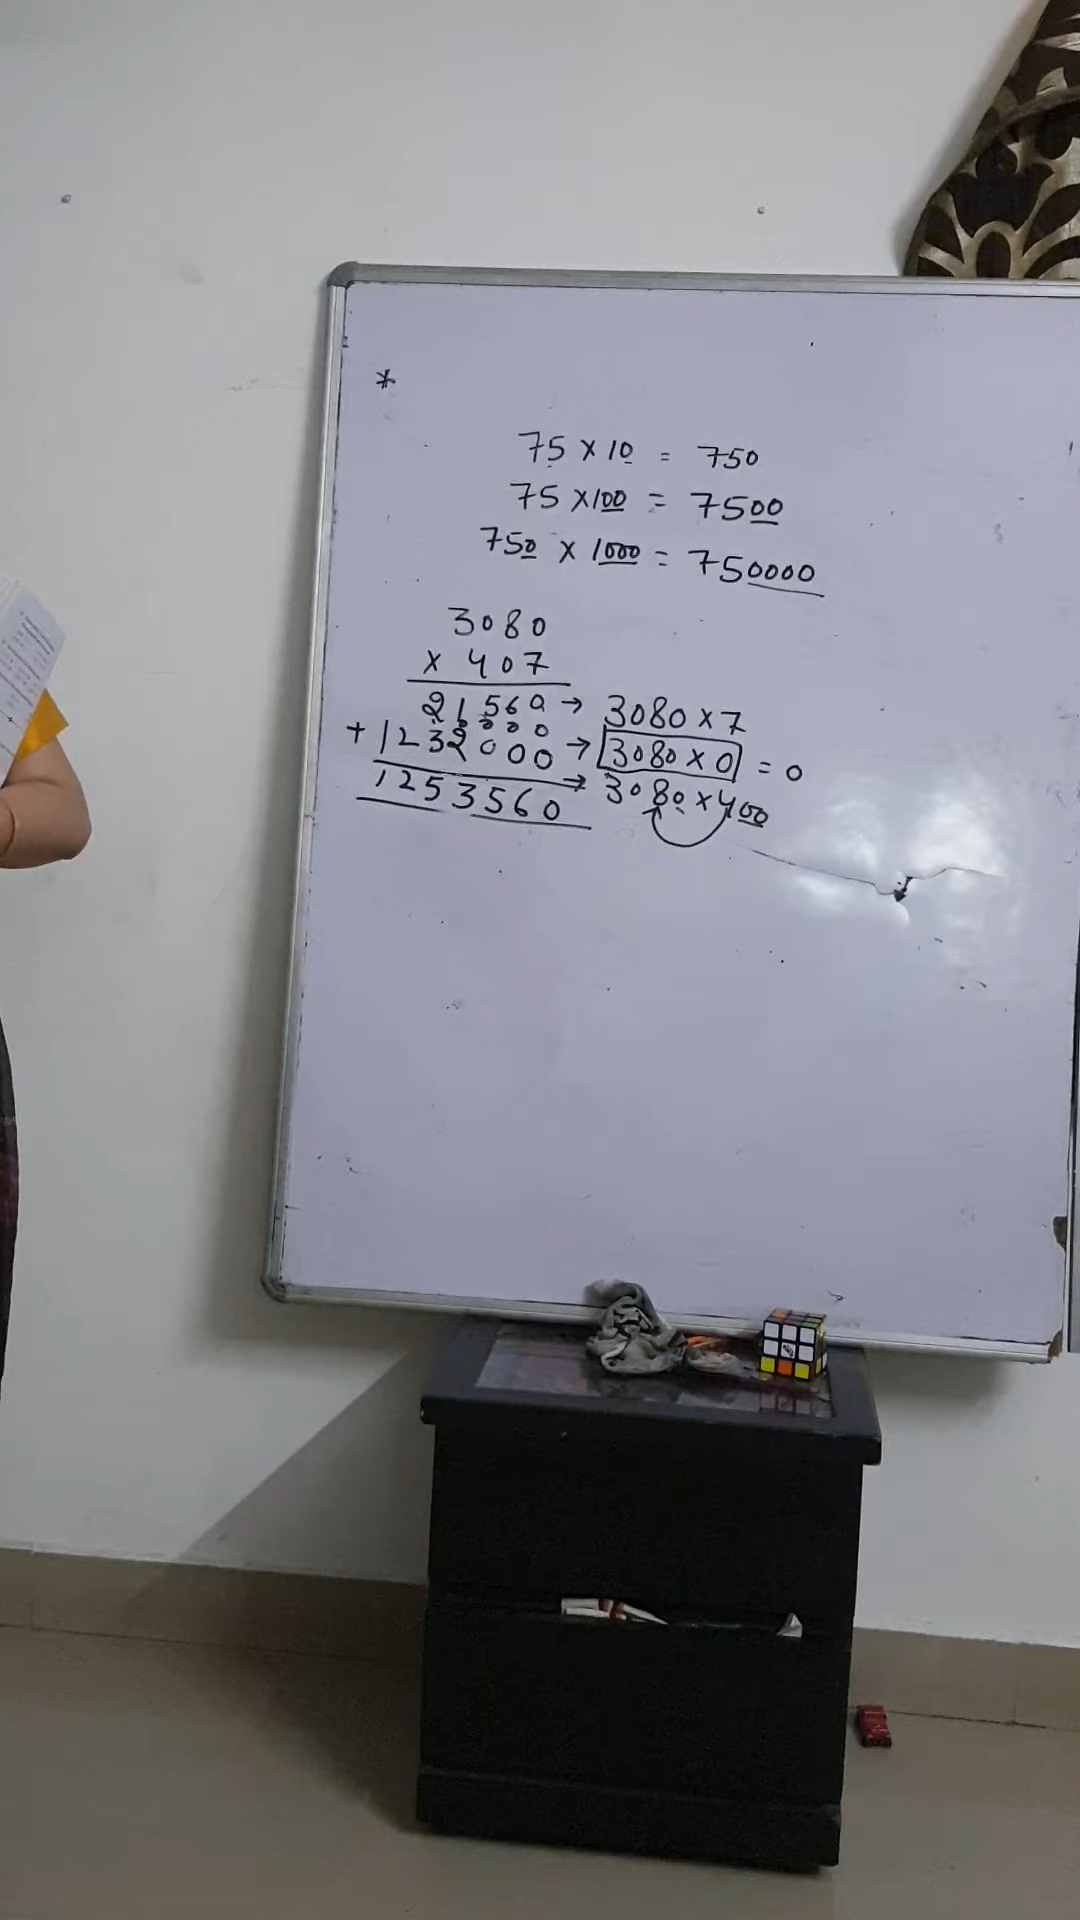 *
75 × 10 = 750
75 × 100 = 7500
750 × 1000 = 750000
3080
× 407
21560 → 3080 × 7
0000 → 3080 × 0 = 0
+ 1232000 → 3080 × 400
1253560